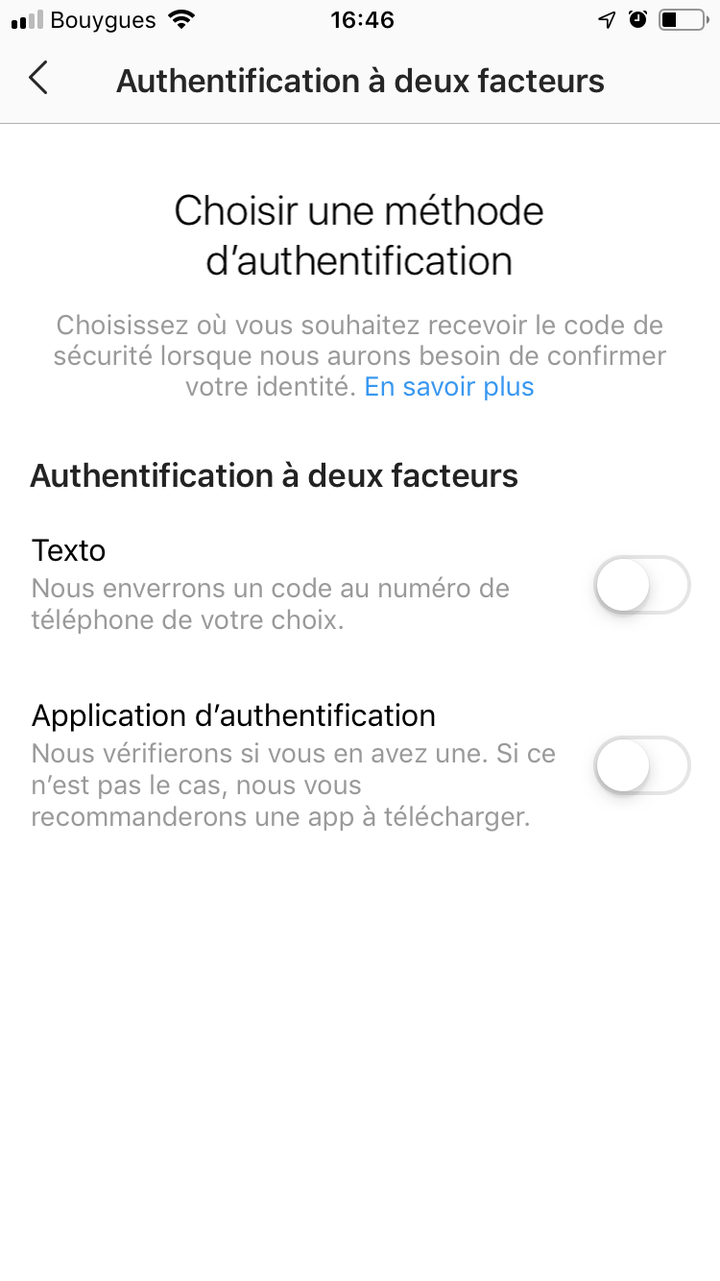 Bouygues 16:46
Authentification à deux facteurs
Choisir une méthode
d’authentification
Choisissez où vous souhaitez recevoir le code de
sécurité lorsque nous aurons besoin de confirmer
votre identité. En savoir plus
Authentification à deux facteurs
Texto
Nous enverrons un code au numéro de
téléphone de votre choix.
Application d’authentification
Nous vérifierons si vous en avez une. Si ce
n’est pas le cas, nous vous
recommanderons une app à télécharger.